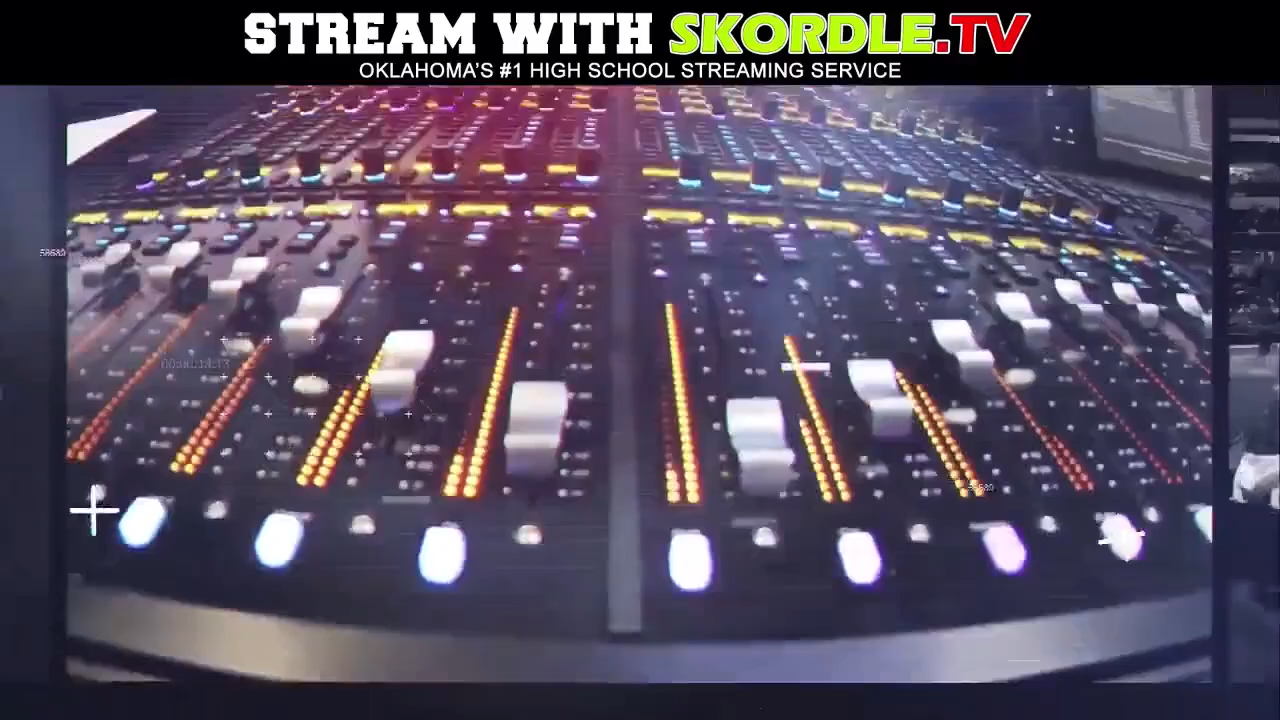 STREAM WITH SKORDLE.TV
OKLAHOMA'S #1 HIGH SCHOOL STREAMING SERVICE